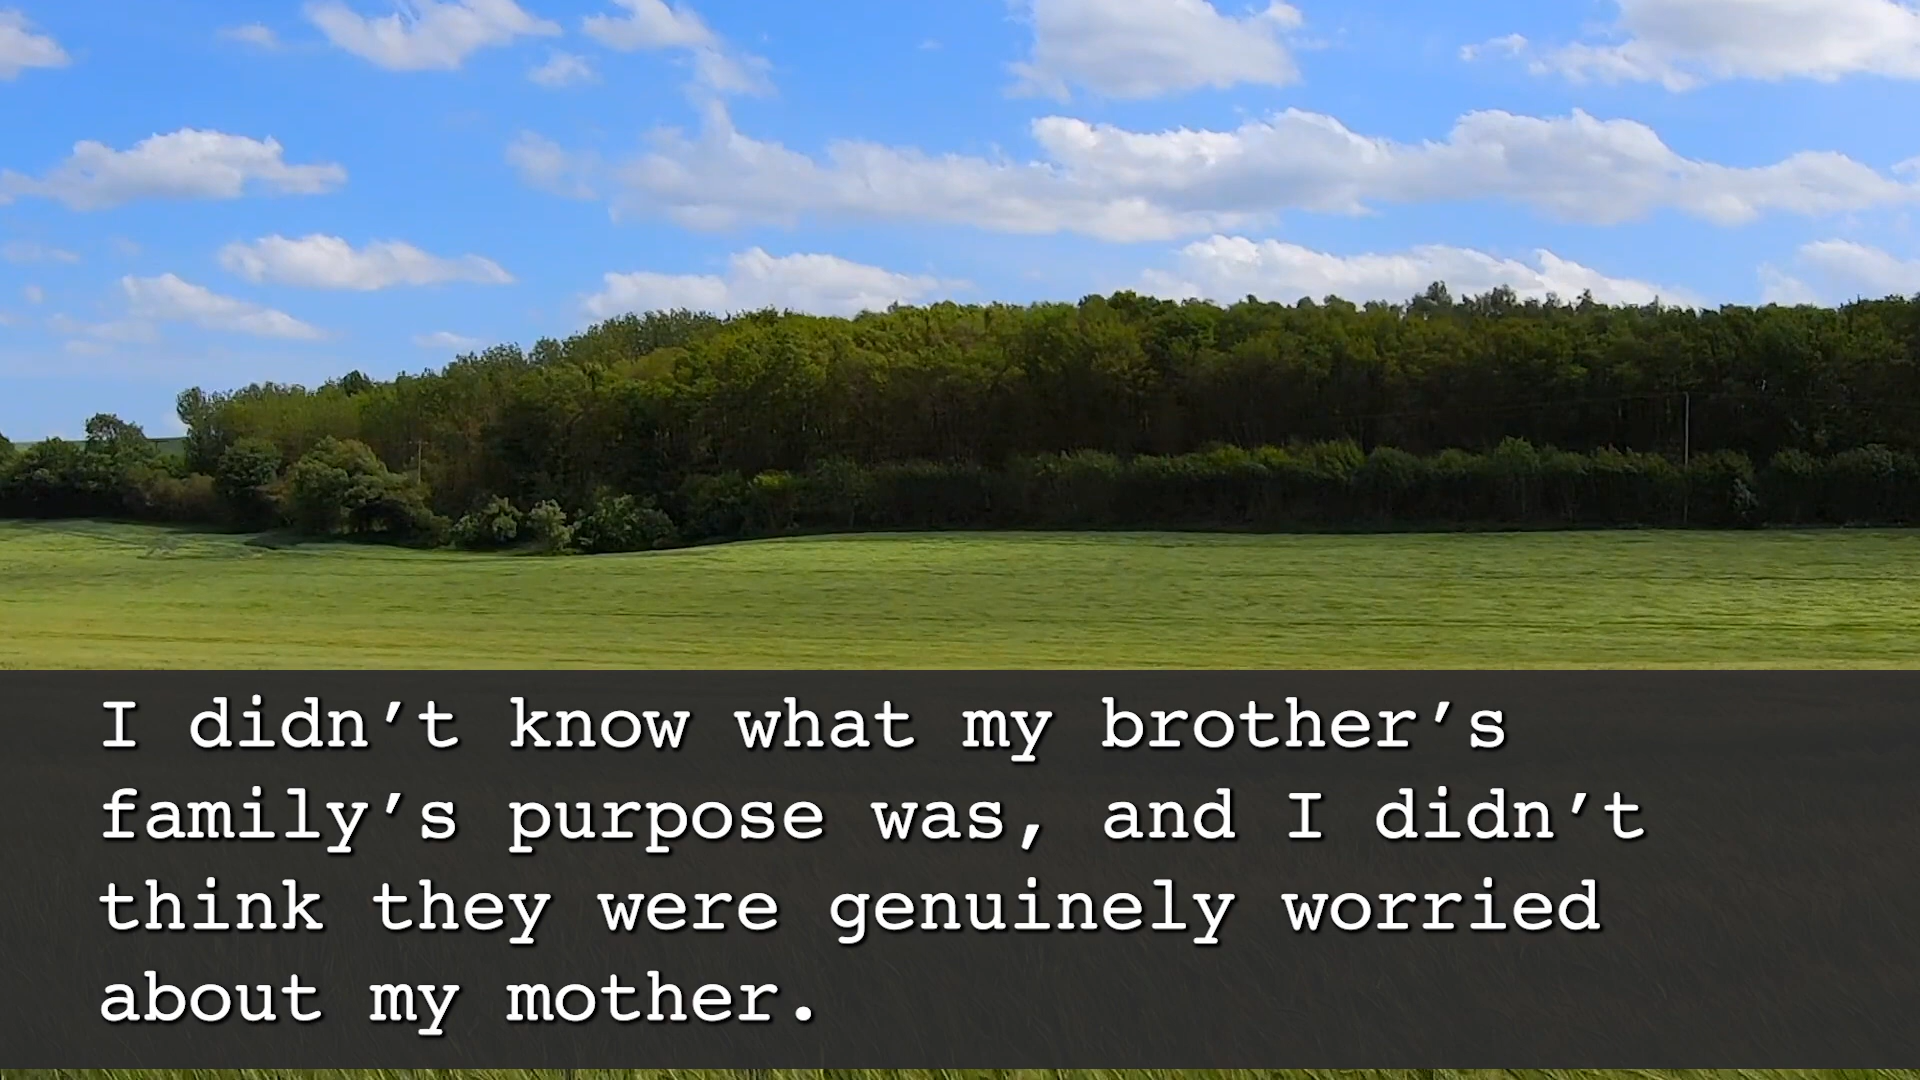 I didn’t know what my brother’s
family’s purpose was, and I didn’t
think they were genuinely worried
about my mother.